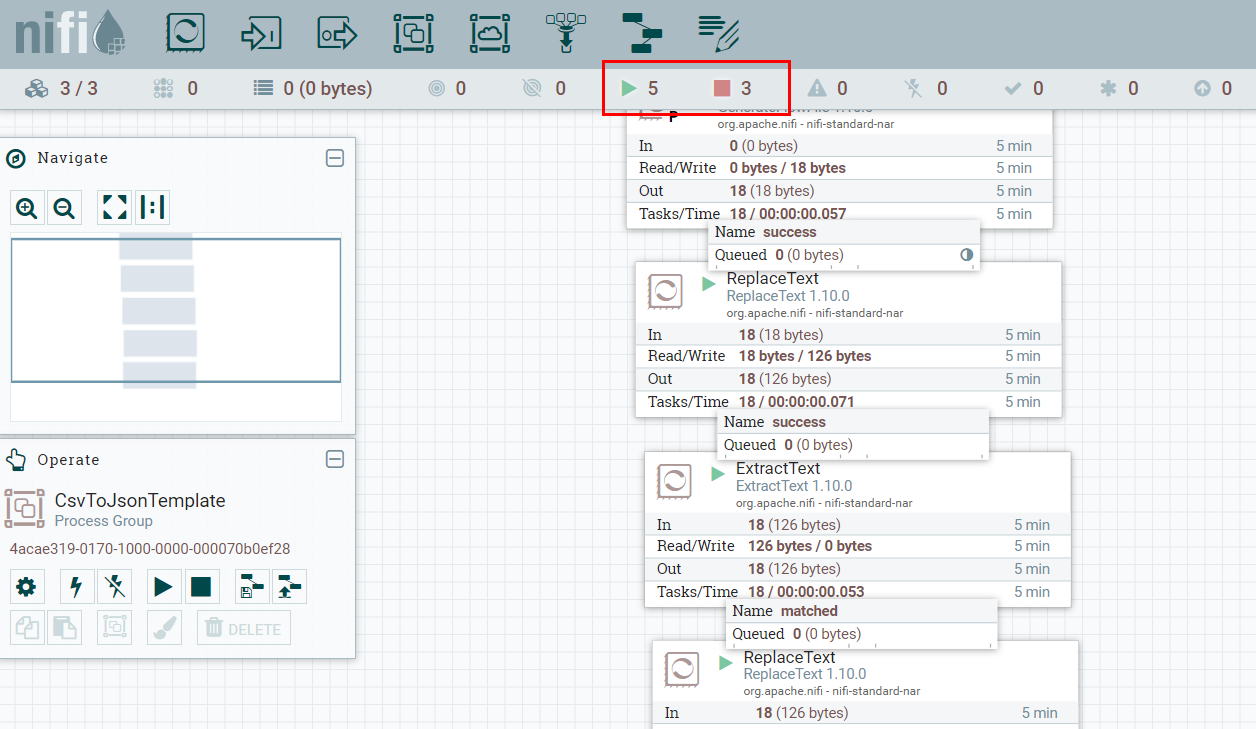 nifi
3 / 3 0 0 (0 bytes) 0 0 5 3 0 0 0 0 0
org.apache.nifi - nifi-standard-nar
In 0 (0 bytes) 5 min
Read/Write 0 bytes / 18 bytes 5 min
Out 18 (18 bytes) 5 min
Tasks/Time 18 / 00:00:00.057 5 min
Name success
Queued 0 (0 bytes)
ReplaceText
ReplaceText 1.10.0
org.apache.nifi - nifi-standard-nar
In 18 (18 bytes) 5 min
Read/Write 18 bytes / 126 bytes 5 min
Out 18 (126 bytes) 5 min
Tasks/Time 18 / 00:00:00.071 5 min
Name success
Queued 0 (0 bytes)
ExtractText
ExtractText 1.10.0
org.apache.nifi - nifi-standard-nar
In 18 (126 bytes) 5 min
Read/Write 126 bytes / 0 bytes 5 min
Out 18 (126 bytes) 5 min
Tasks/Time 18 / 00:00:00.053 5 min
Name matched
Queued 0 (0 bytes)
ReplaceText
ReplaceText 1.10.0
org.apache.nifi - nifi-standard-nar
In 18 (126 bytes) 5 min
Navigate
Operate
CsvToJsonTemplate
Process Group
4acae319-0170-1000-0000-000070b0ef28
DELETE